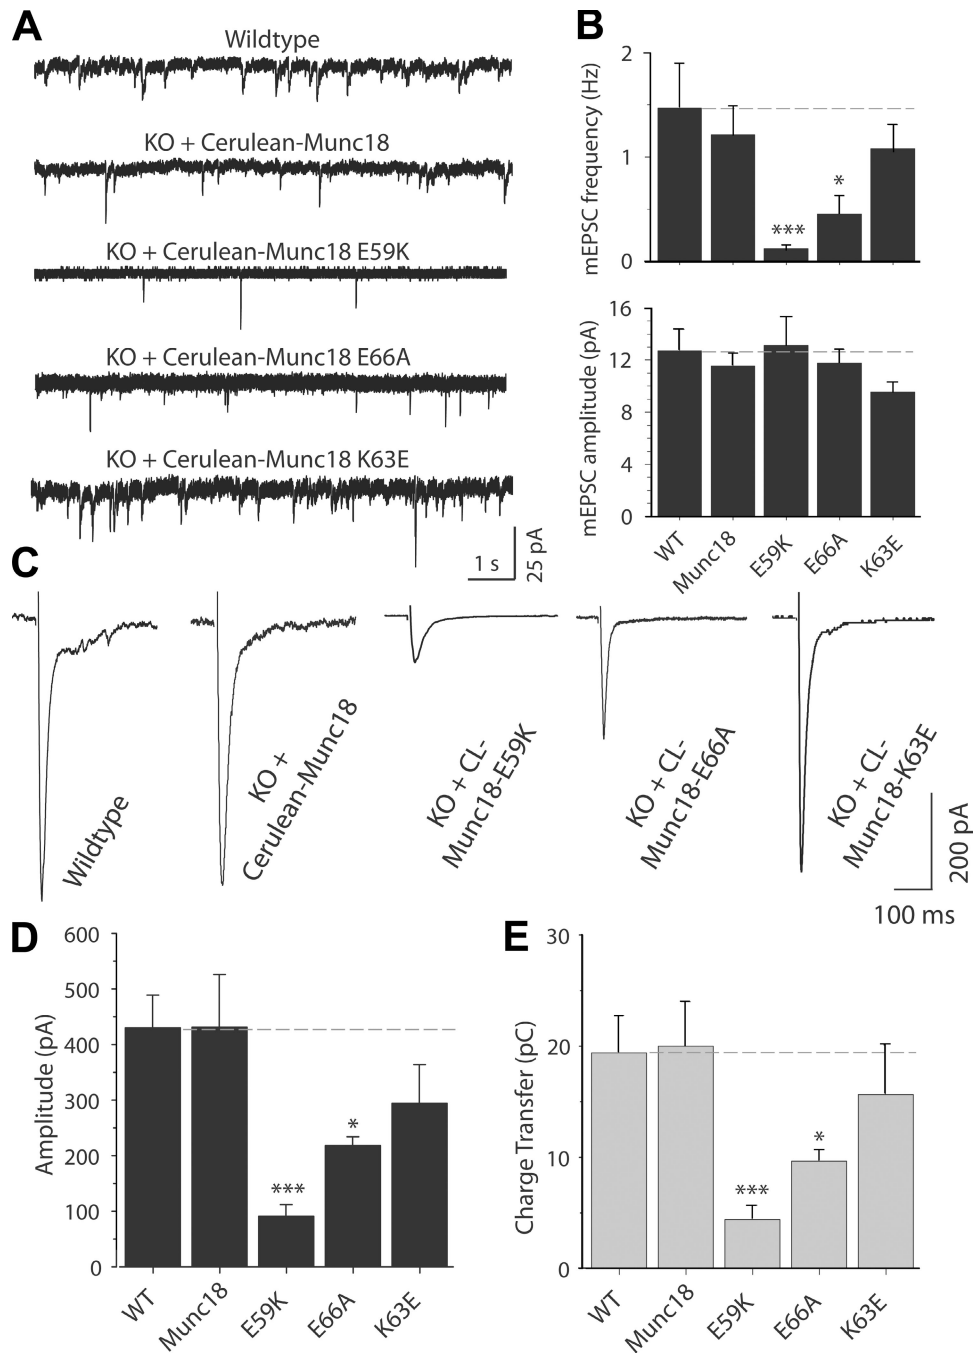 A
Wildtype
KO + Cerulean-Munc18
KO + Cerulean-Munc18 E59K
KO + Cerulean-Munc18 E66A
KO + Cerulean-Munc18 K63E
1 s
25 pA
B
mEPSC frequency (Hz)
2
1
0
***
*
mEPSC amplitude (pA)
16
12
8
4
0
WT
Munc18
E59K
E66A
K63E
C
Wildtype
KO +
Cerulean-Munc18
KO + CL-
Munc18-E59K
KO + CL-
Munc18-E66A
KO + CL-
Munc18-K63E
200 pA
100 ms
D
Amplitude (pA)
600
500
400
300
200
100
0
***
*
WT
Munc18
E59K
E66A
K63E
E
Charge Transfer (pC)
30
20
10
0
***
*
WT
Munc18
E59K
E66A
K63E